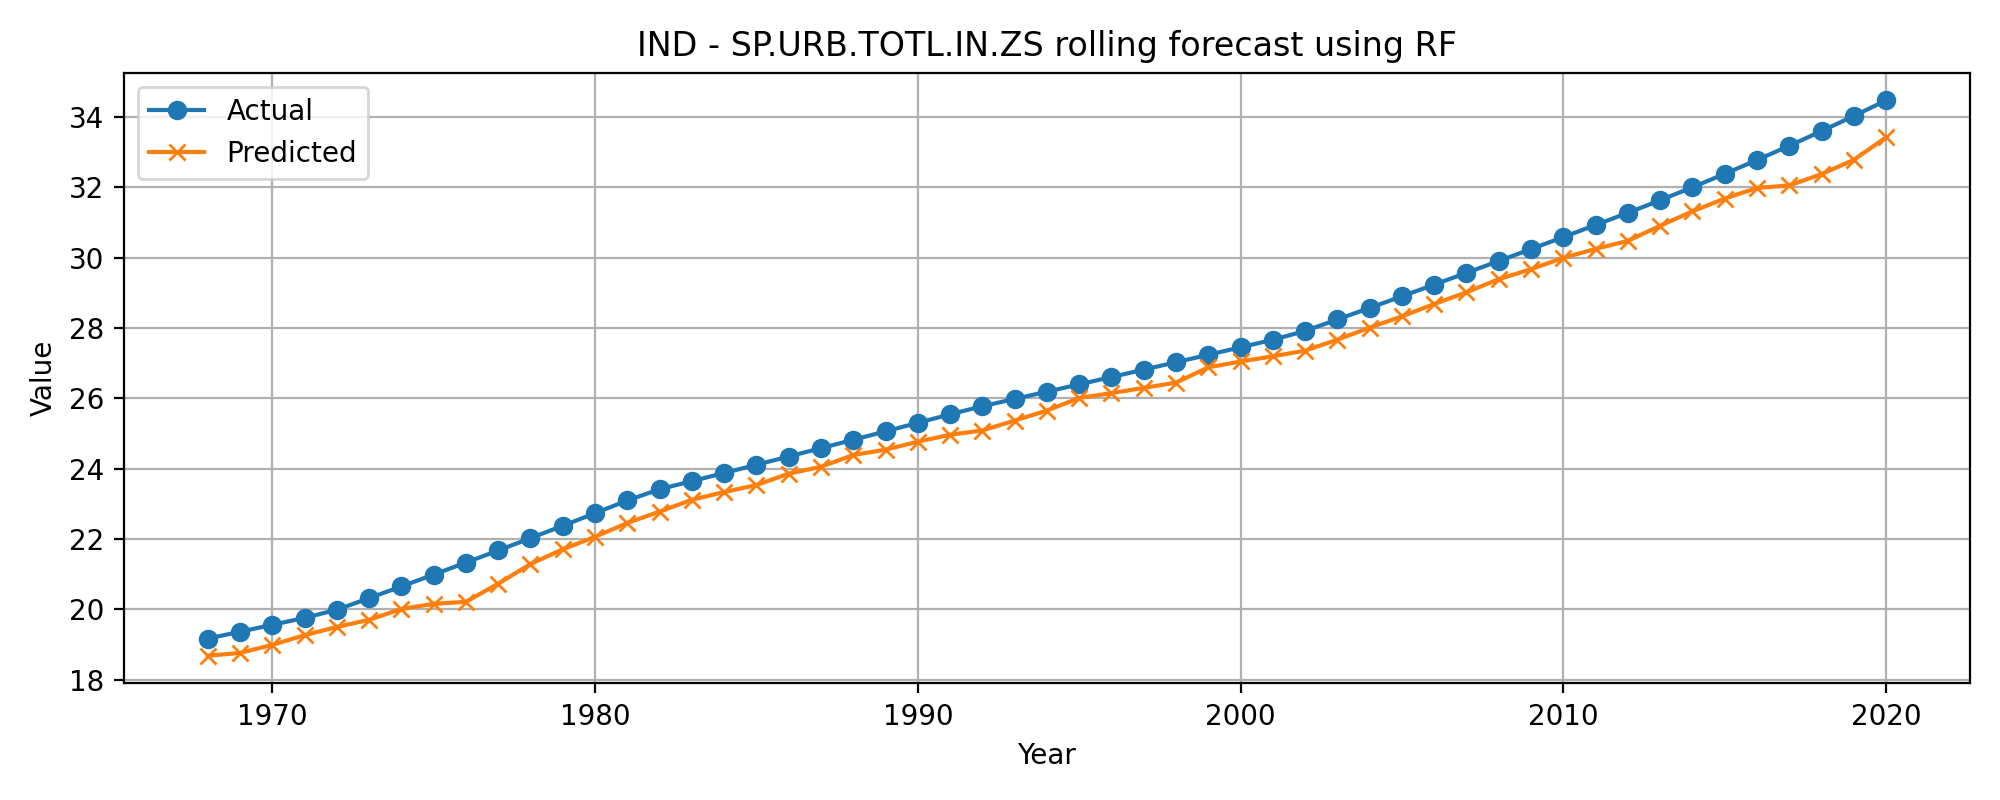 IND - SP.URB.TOTL.IN.ZS rolling forecast using RF
Actual
Predicted
34
32
30
28
26
24
22
20
18
Value
1970 1980 1990 2000 2010 2020
Year